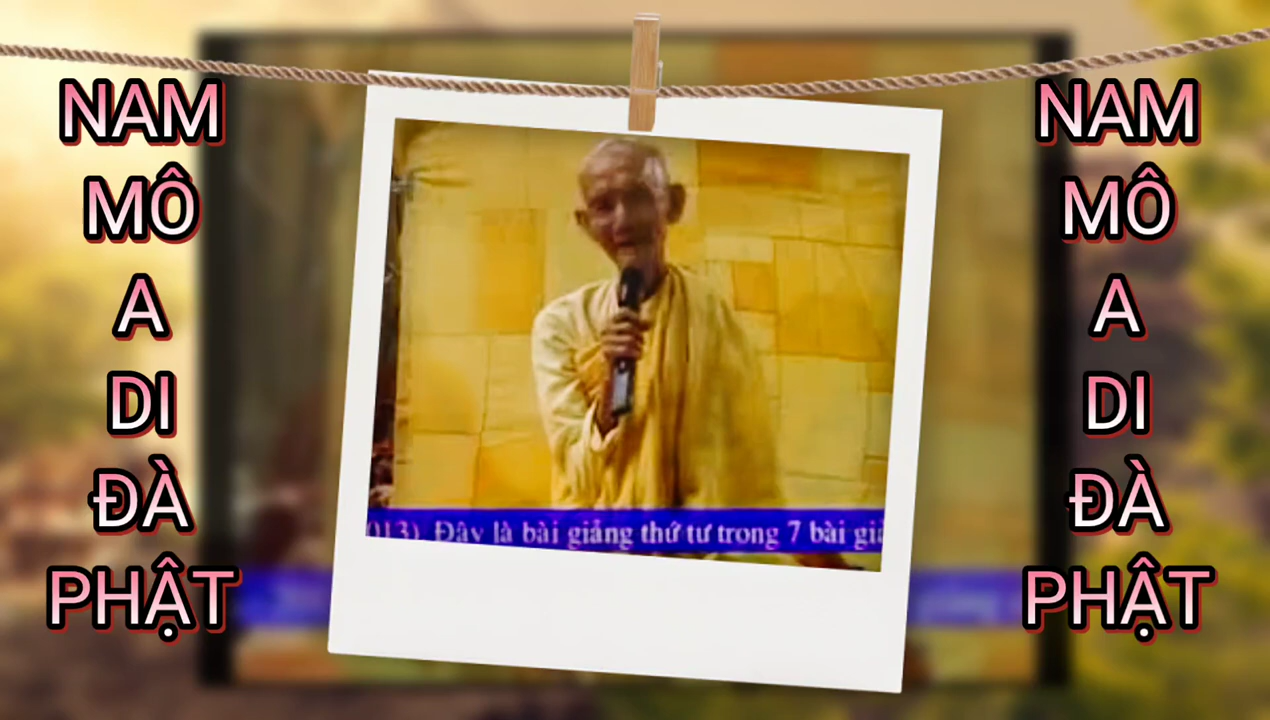 NAM
MÔ
A
DI
ĐÀ
PHẬT
013) Đây là bài giảng thứ tư trong 7 bài
NAM
MÔ
A
DI
ĐÀ
PHẬT